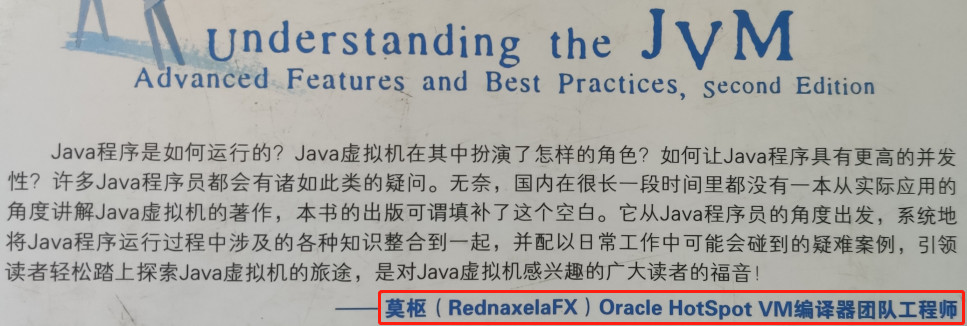 Understanding the JVM
Advanced Features and Best Practices, Second Edition
Java程序是如何运行的？Java虚拟机在其中扮演了怎样的角色？如何让Java程序具有更高的并发
性？许多Java程序员都会有诸如此类的疑问。无奈，国内在很长一段时间里都没有一本从实际应用的
角度讲解Java虚拟机的著作，本书的出版可谓填补了这个空白。它从Java程序员的角度出发，系统地
将Java程序运行过程中涉及的各种知识整合到一起，并配以日常工作中可能会碰到的疑难案例，引领
读者轻松踏上探索Java虚拟机的旅途，是对Java虚拟机感兴趣的广大读者的福音！
——莫枢（RednaxelaFX）Oracle HotSpot VM编译器团队工程师